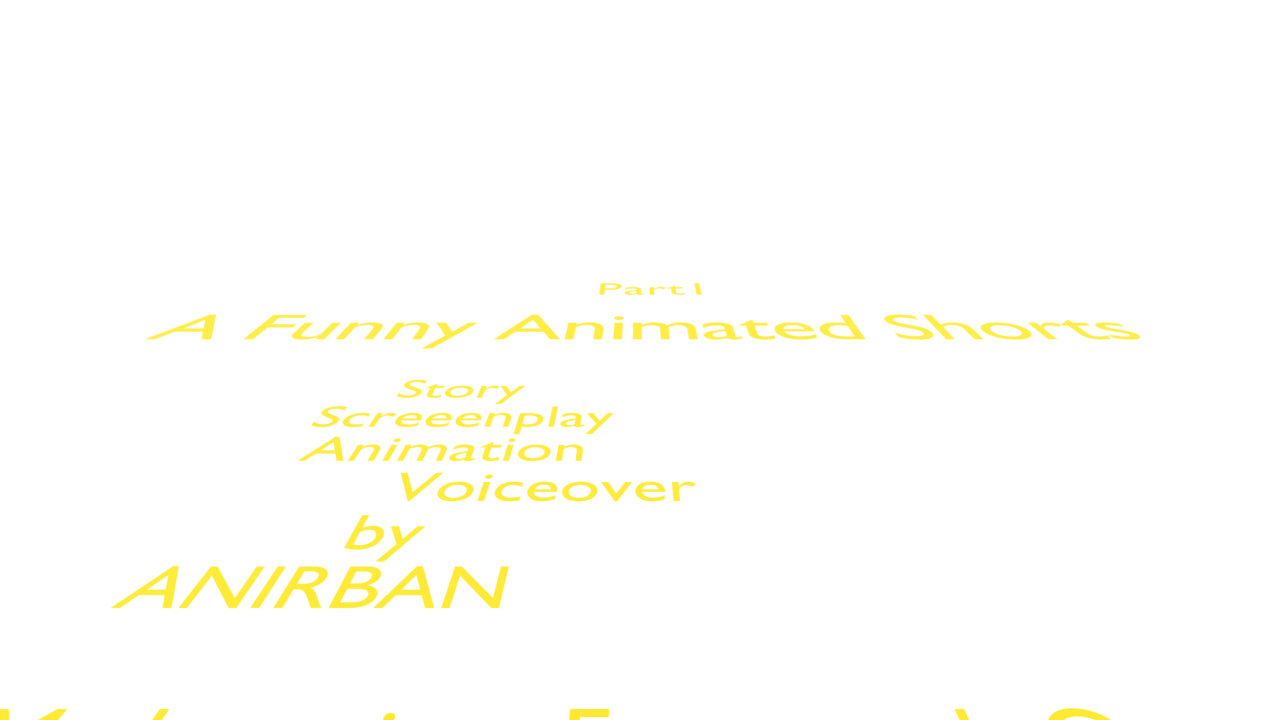 Part I
A Funny Animated Shorts
Story
Screeenplay
Animation
Voiceover
by
ANIRBAN